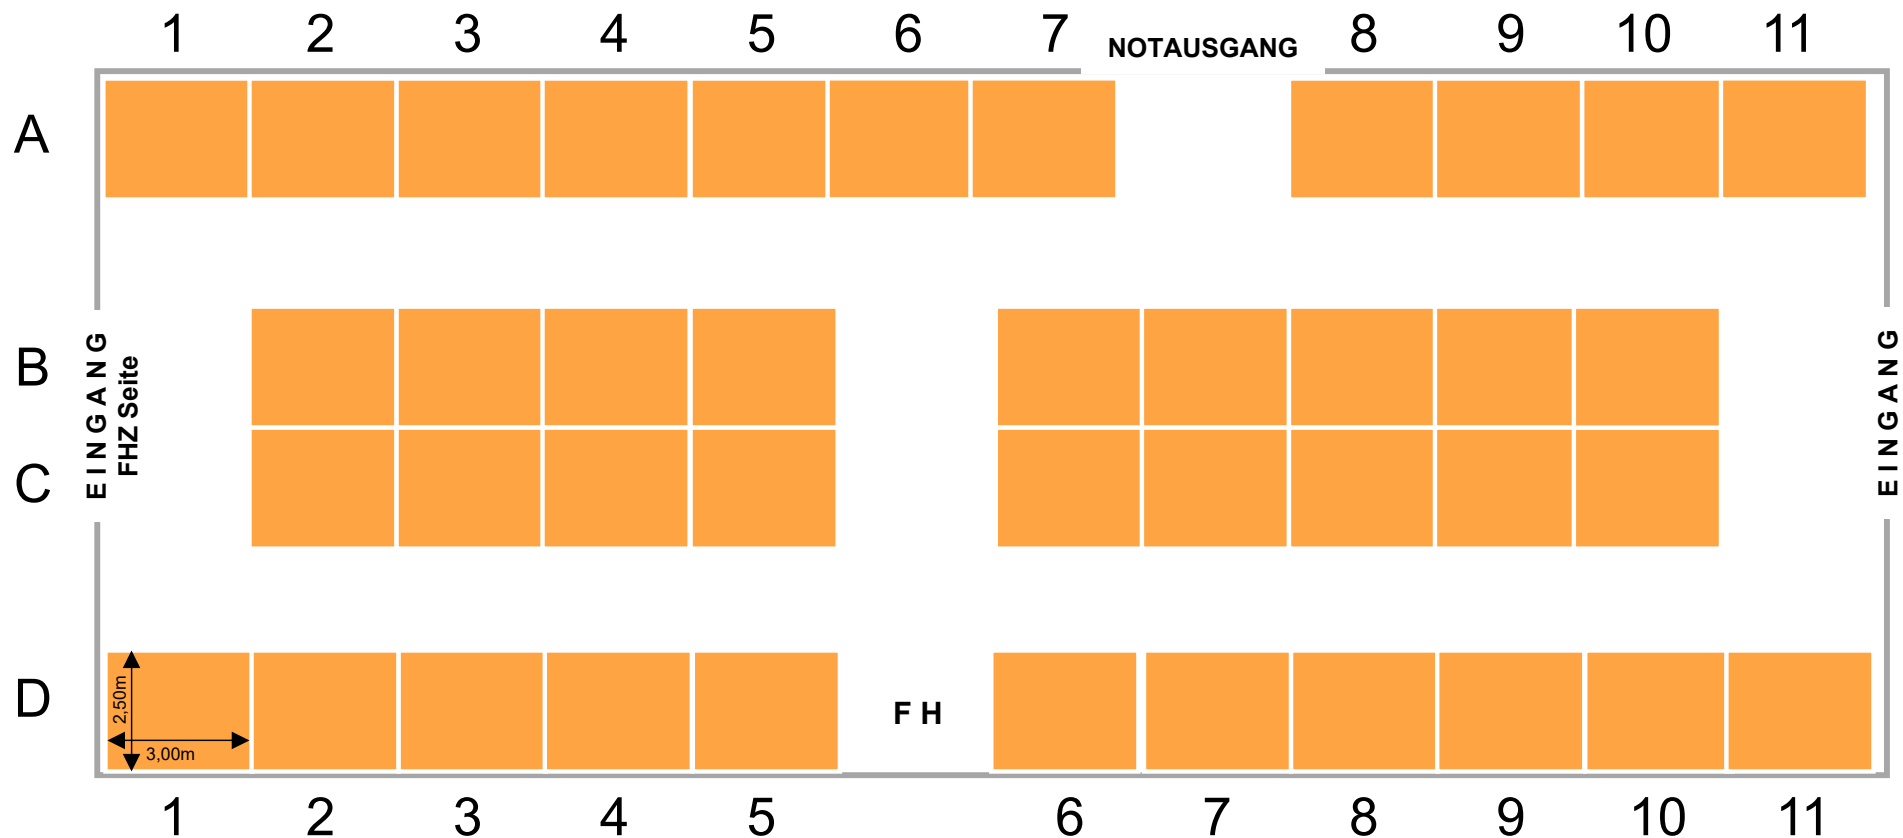 1 2 3 4 5 6 7 NOTAUSGANG 8 9 10 11
A
B
C
D
EINGANG
FHZ Seite
EINGANG
2,50m
3,00m
F H
1 2 3 4 5 6 7 8 9 10 11